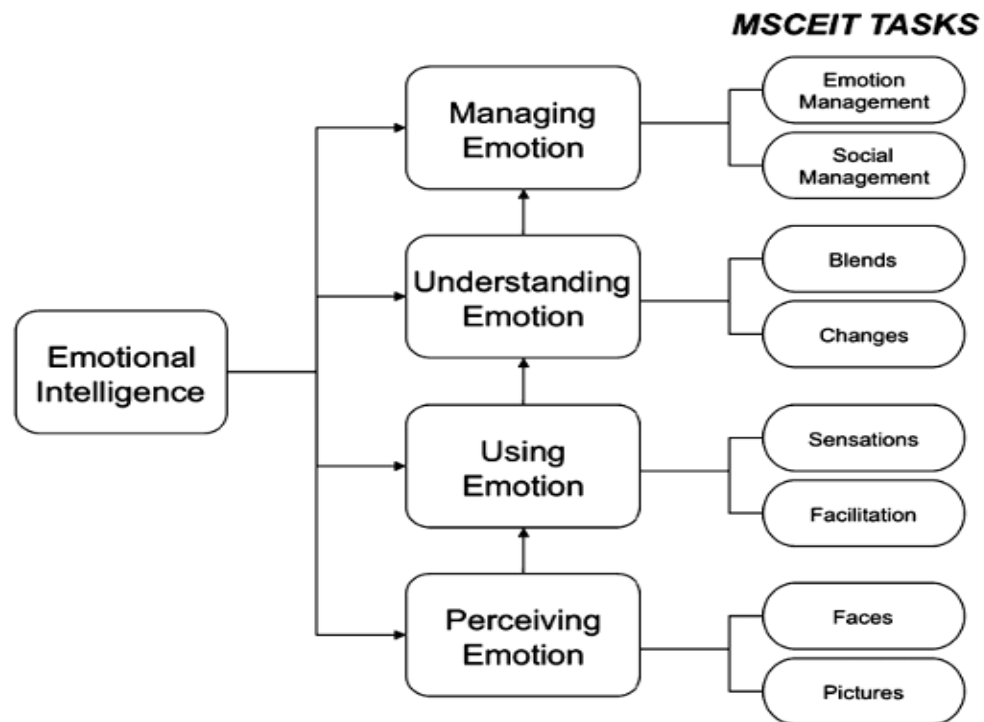 MSCEIT TASKS
Managing
Emotion
Emotion
Management
Social
Management
Understanding
Emotion
Blends
Changes
Emotional
Intelligence
Using
Emotion
Sensations
Facilitation
Perceiving
Emotion
Faces
Pictures